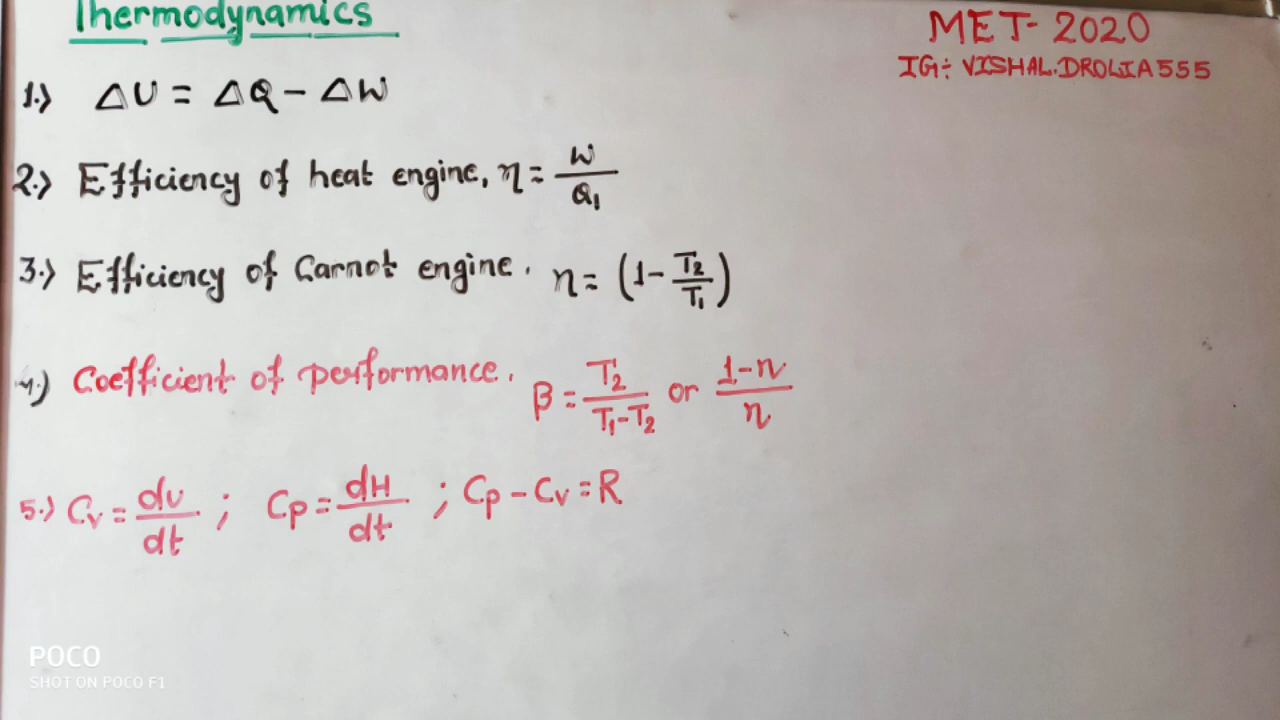 Thermodynamics
MET-2020
IG÷ VISHAL.DROLIA555
1.) ΔU = ΔQ - ΔW
2.) Efficiency of heat engine, η = W/Q₁
3.) Efficiency of Carnot engine. η = (1 - T₂/T₁)
4.) Coefficient of performance. β = T₂/(T₁-T₂) or (1-η)/η
5.) Cᵥ = dU/dt ; Cₚ = dH/dt ; Cₚ - Cᵥ = R
POCO
SHOT ON POCO F1